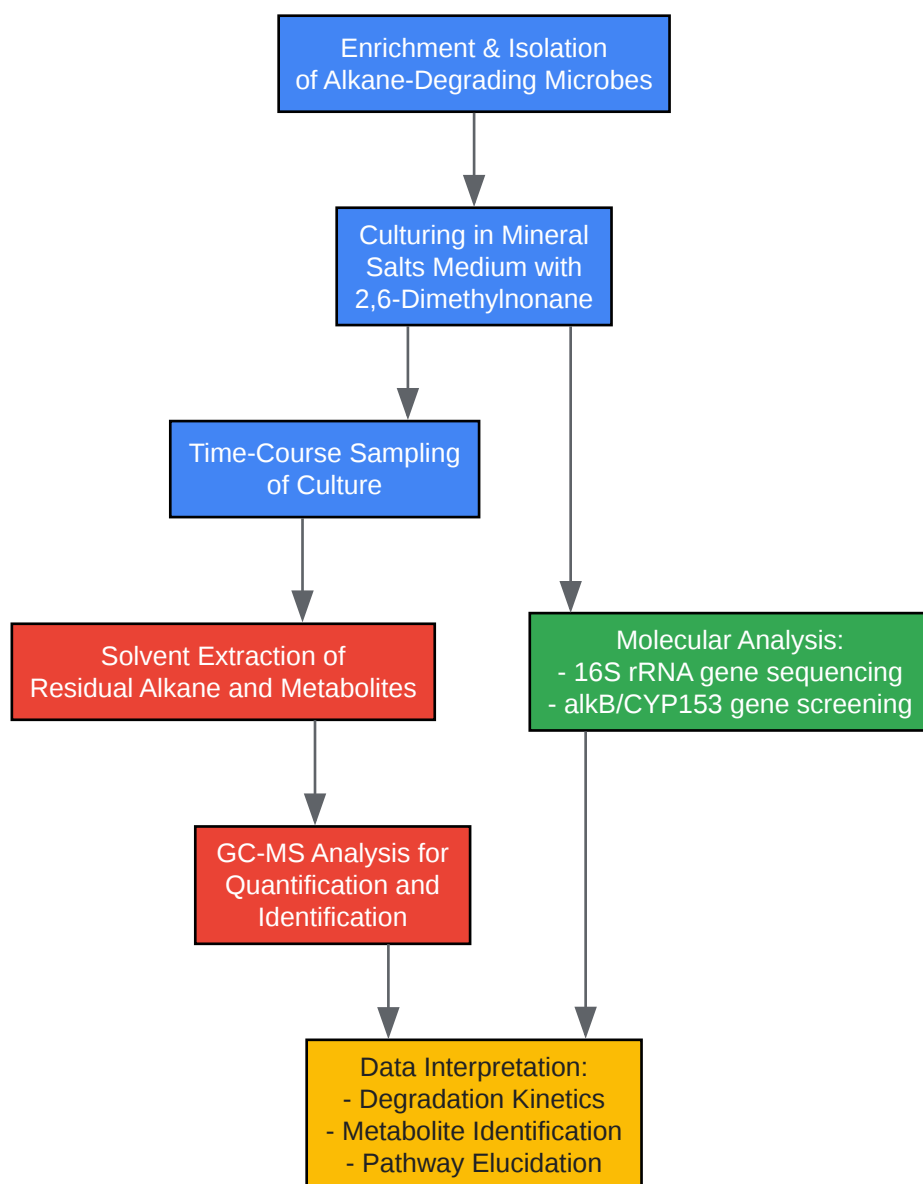 Enrichment & Isolation
of Alkane-Degrading Microbes
Culturing in Mineral
Salts Medium with
2,6-Dimethylnonane
Time-Course Sampling
of Culture
Solvent Extraction of
Residual Alkane and Metabolites
Molecular Analysis:
- 16S rRNA gene sequencing
- alkB/CYP153 gene screening
GC-MS Analysis for
Quantification and
Identification
Data Interpretation:
- Degradation Kinetics
- Metabolite Identification
- Pathway Elucidation